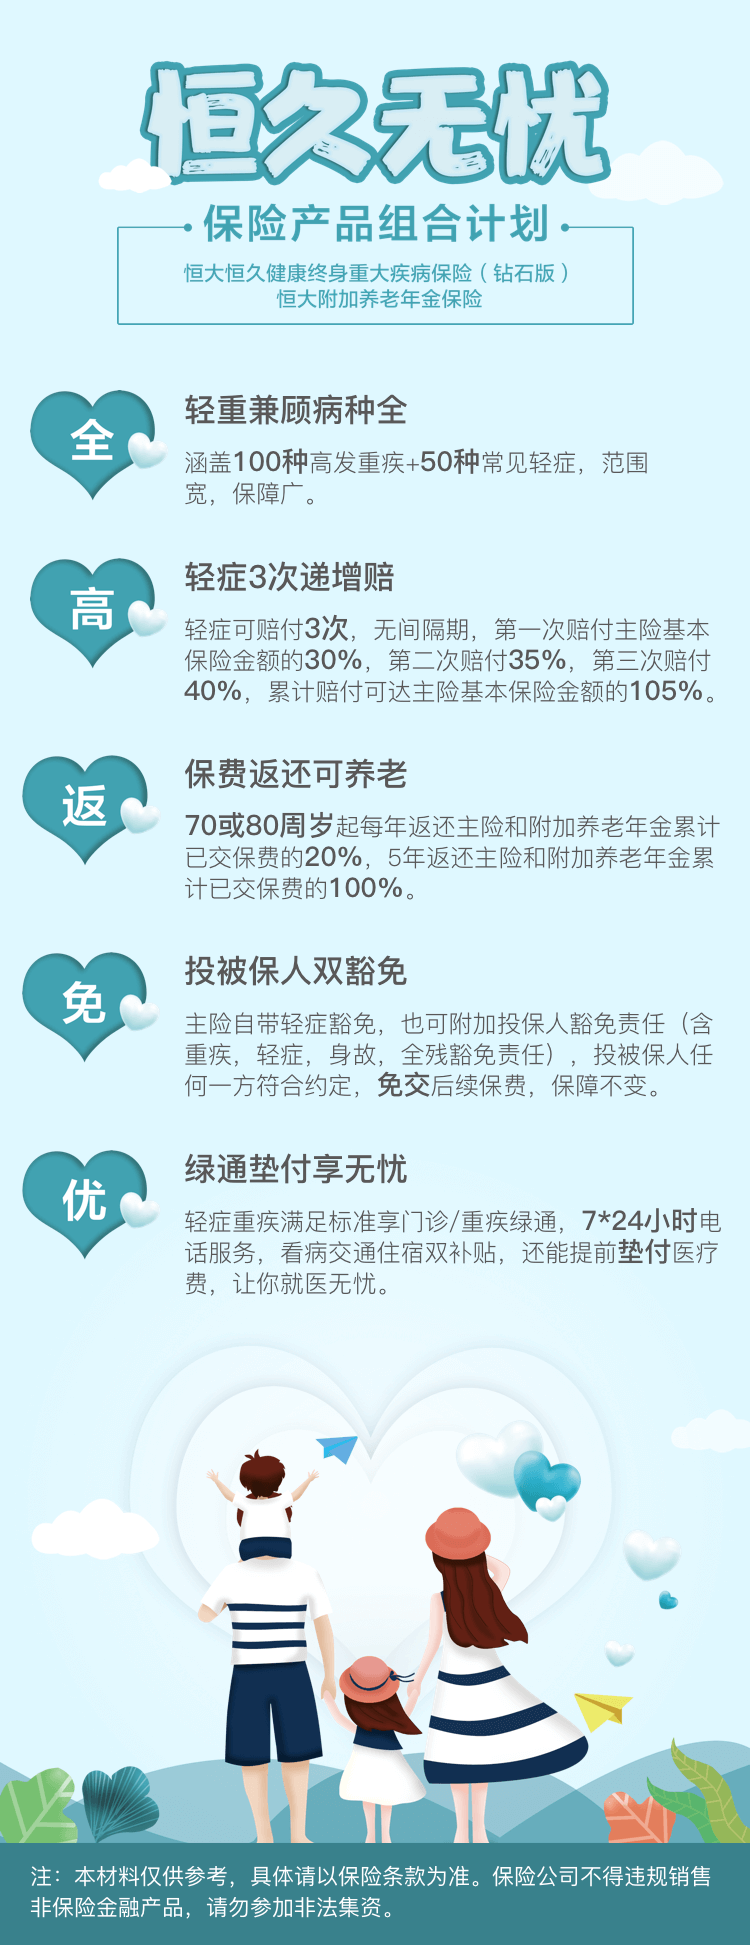 恒久无忧
保险产品组合计划
恒大恒久健康终身重大疾病保险（钻石版）
恒大附加养老年金保险
全
轻重兼顾病种全
涵盖100种高发重疾+50种常见轻症，范围
宽，保障广。
高
轻症3次递增赔
轻症可赔付3次，无间隔期，第一次赔付主险基本
保险金额的30%，第二次赔付35%，第三次赔付
40%，累计赔付可达主险基本保险金额的105%。
返
保费返还可养老
70或80周岁起每年返还主险和附加养老年金累计
已交保费的20%，5年返还主险和附加养老年金累
计已交保费的100%。
免
投被保人双豁免
主险自带轻症豁免，也可附加投保人豁免责任（含
重疾，轻症，身故，全残豁免责任），投被保人任
何一方符合约定，免交后续保费，保障不变。
优
绿通垫付享无忧
轻症重疾满足标准享门诊/重疾绿通，7*24小时电
话服务，看病交通住宿双补贴，还能提前垫付医疗
费，让你就医无忧。
注：本材料仅供参考，具体请以保险条款为准。保险公司不得违规销售
非保险金融产品，请勿参加非法集资。